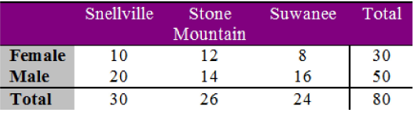 Snellville Stone Suwanee Total
Mountain
Female 10 12 8 30
Male 20 14 16 50
Total 30 26 24 80